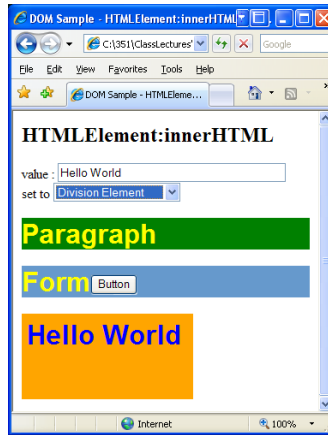 DOM Sample - HTMLElement:innerHTML
C:\351\ClassLectures'
Google
File Edit View Favorites Tools Help
DOM Sample - HTMLEleme...
HTMLElement:innerHTML
value : Hello World
set to Division Element
Paragraph
Form Button
Hello World
Internet 100%